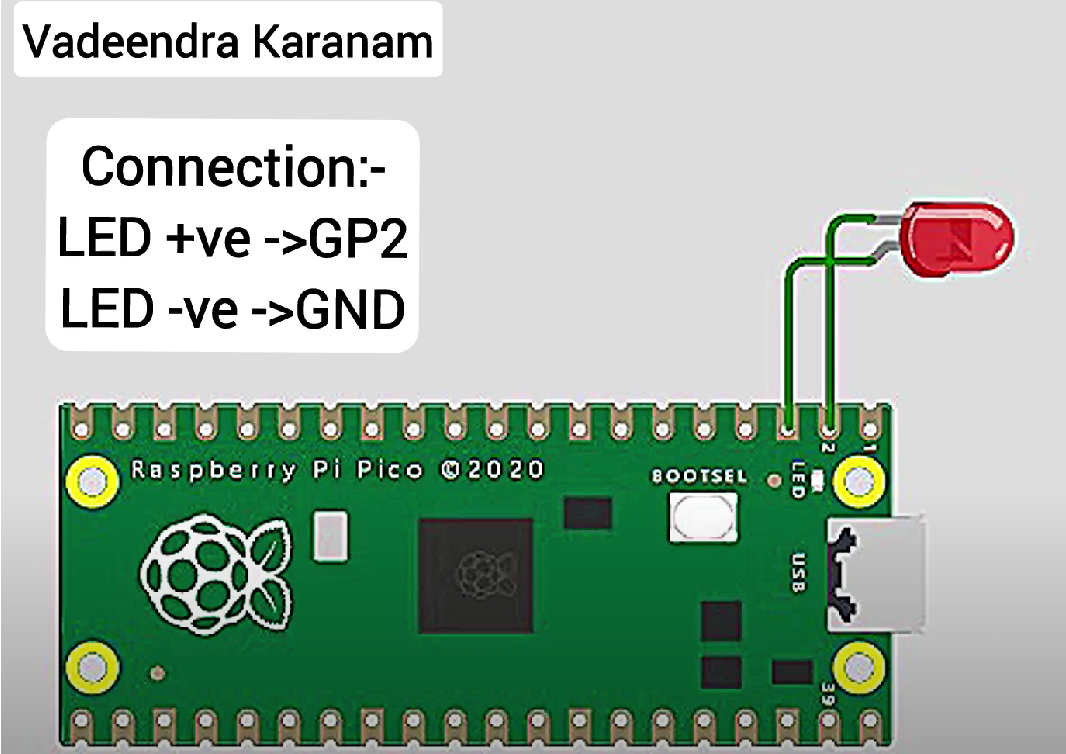 Vadeendra Karanam
Connection:-
LED +ve ->GP2
LED -ve ->GND
2
1
Raspberry Pi Pico ©2020
BOOTSEL
LED
USB
39